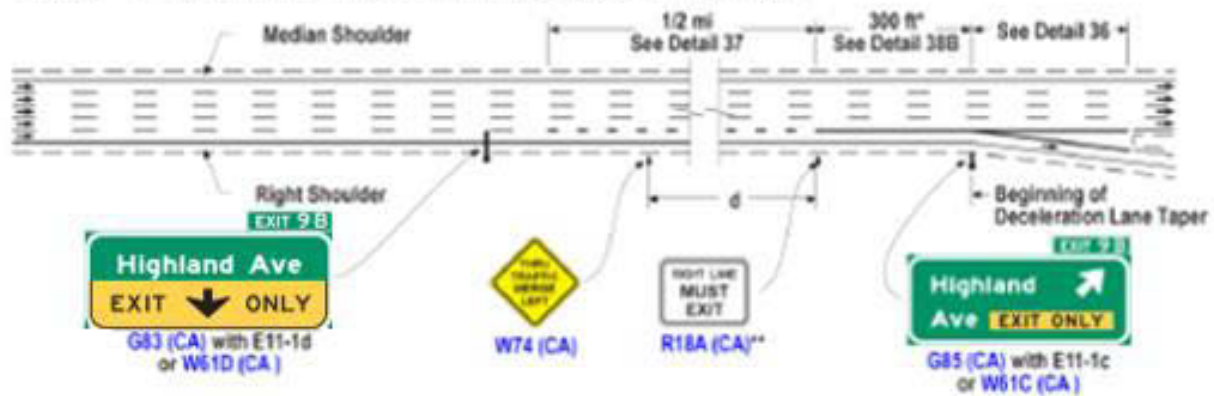 1/2 mi
See Detail 37
300 ft*
See Detail 38B
See Detail 36
Median Shoulder
Right Shoulder
d
Beginning of
Deceleration Lane Taper
EXIT 9B
Highland Ave
EXIT ONLY
G83 (CA) with E11-1d
or W61D (CA )
THRU
TRAFFIC
MERGE
LEFT
W74 (CA)
RIGHT LANE
MUST
EXIT
R18A (CA)**
EXIT 9B
Highland
Ave EXIT ONLY
G85 (CA) with E11-1c
or W61C (CA )